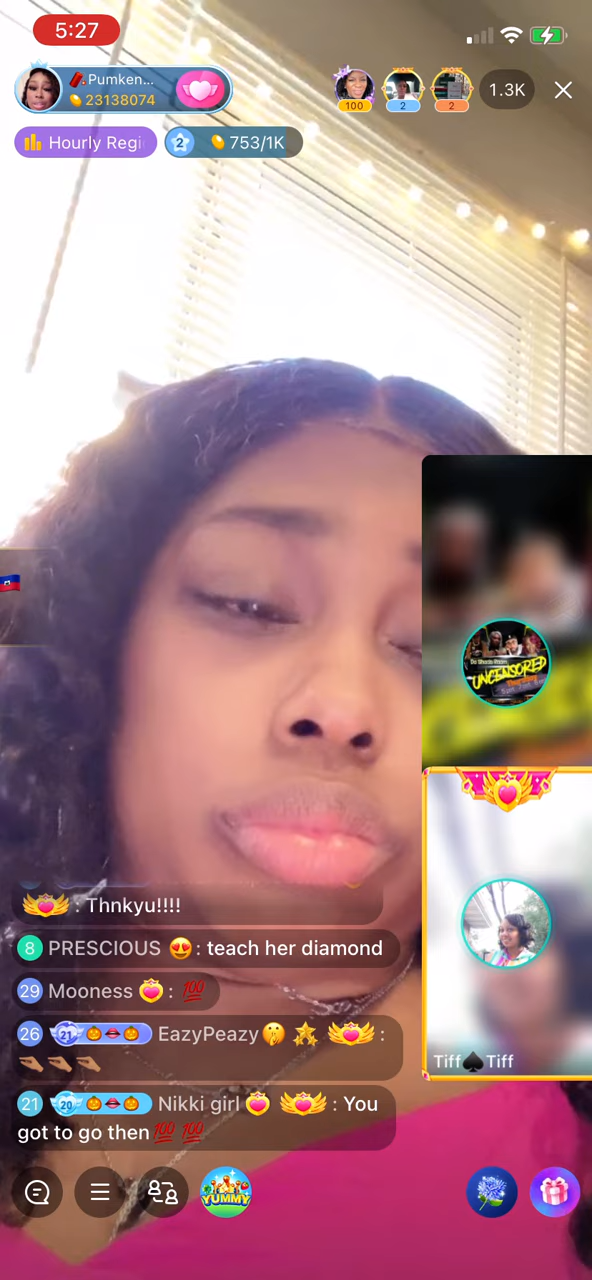 5:27
Pumken...
23138074
100
2
2
1.3K
Hourly Regi
2
753/1K
UNCENSORED
: Thnkyu!!!!
8 PRESCIOUS 😍 : teach her diamond
29 Mooness : 💯
26 21 🎃💋🎃 EazyPeazy🤫 :
21 20 🎃💋🎃 Nikki girl : You
got to go then💯 💯
Tiff♠️Tiff
YUMMY